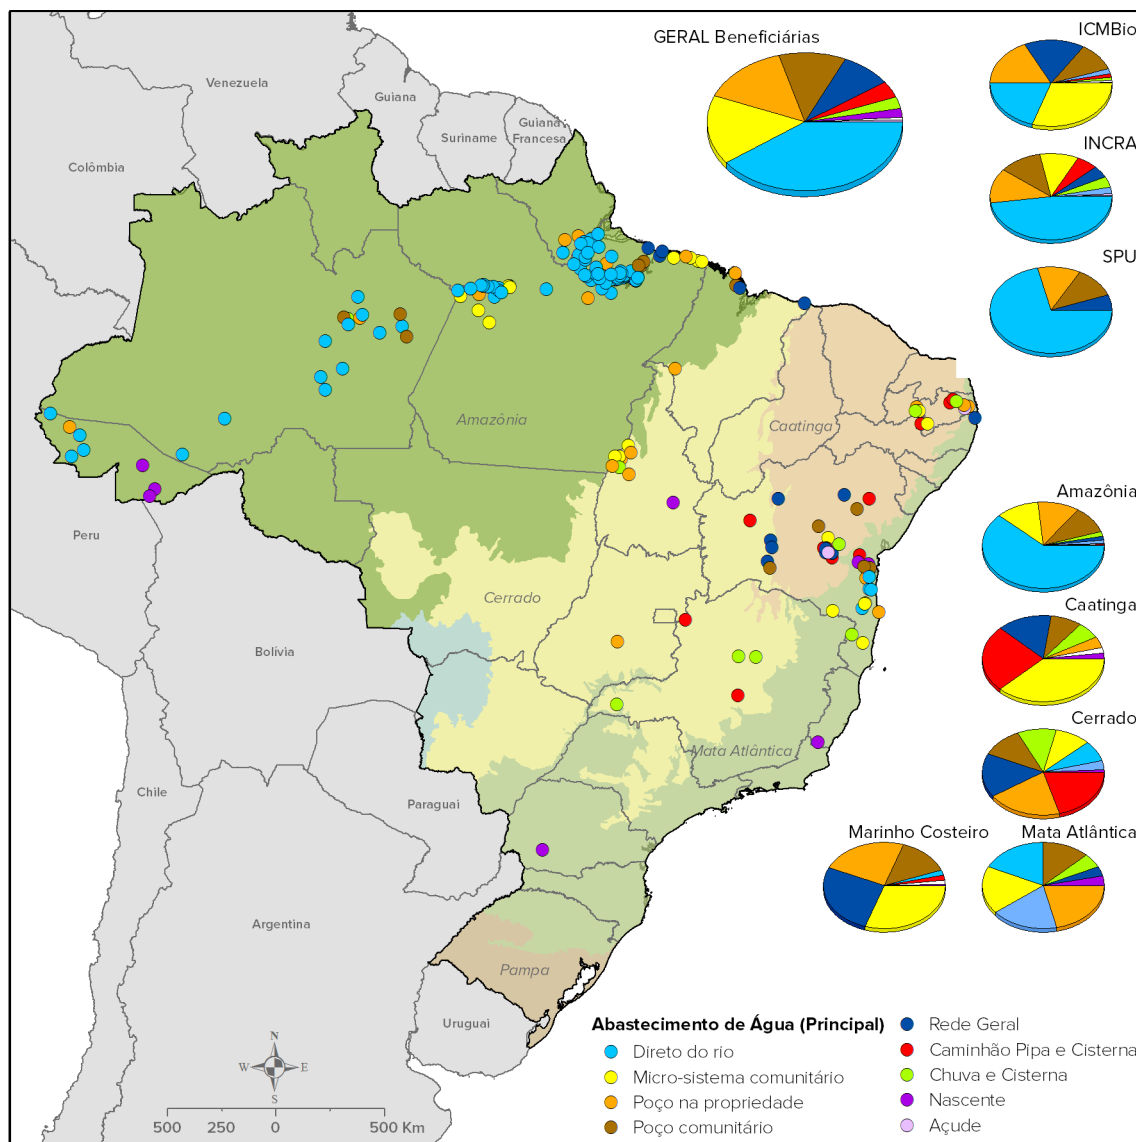 GERAL Beneficiárias
ICMBio
INCRA
SPU
Venezuela
Guiana
Suriname
Guiana
Francesa
Colômbia
Amazônia
Caatinga
Peru
Cerrado
Bolívia
Mata Atlântica
Chile
Paraguai
Argentina
Pampa
Uruguai
Amazônia
Caatinga
Cerrado
Marinho Costeiro
Mata Atlântica
Abastecimento de Água (Principal)
Direto do rio
Micro-sistema comunitário
Poço na propriedade
Poço comunitário
Rede Geral
Caminhão Pipa e Cisterna
Chuva e Cisterna
Nascente
Açude
N
W E
S
500 250 0 500 Km